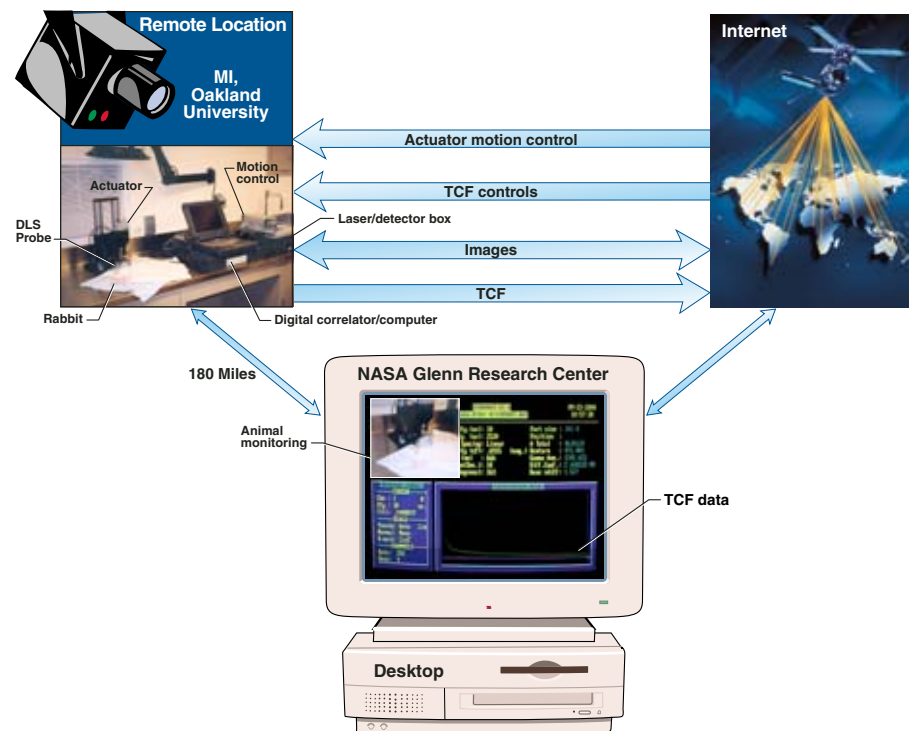 Remote Location
MI,
Oakland
University
Internet
Actuator motion control
TCF controls
Images
TCF
Actuator
Motion
control
DLS
Probe
Laser/detector box
Rabbit
Digital correlator/computer
180 Miles
NASA Glenn Research Center
Animal
monitoring
TCF data
Desktop